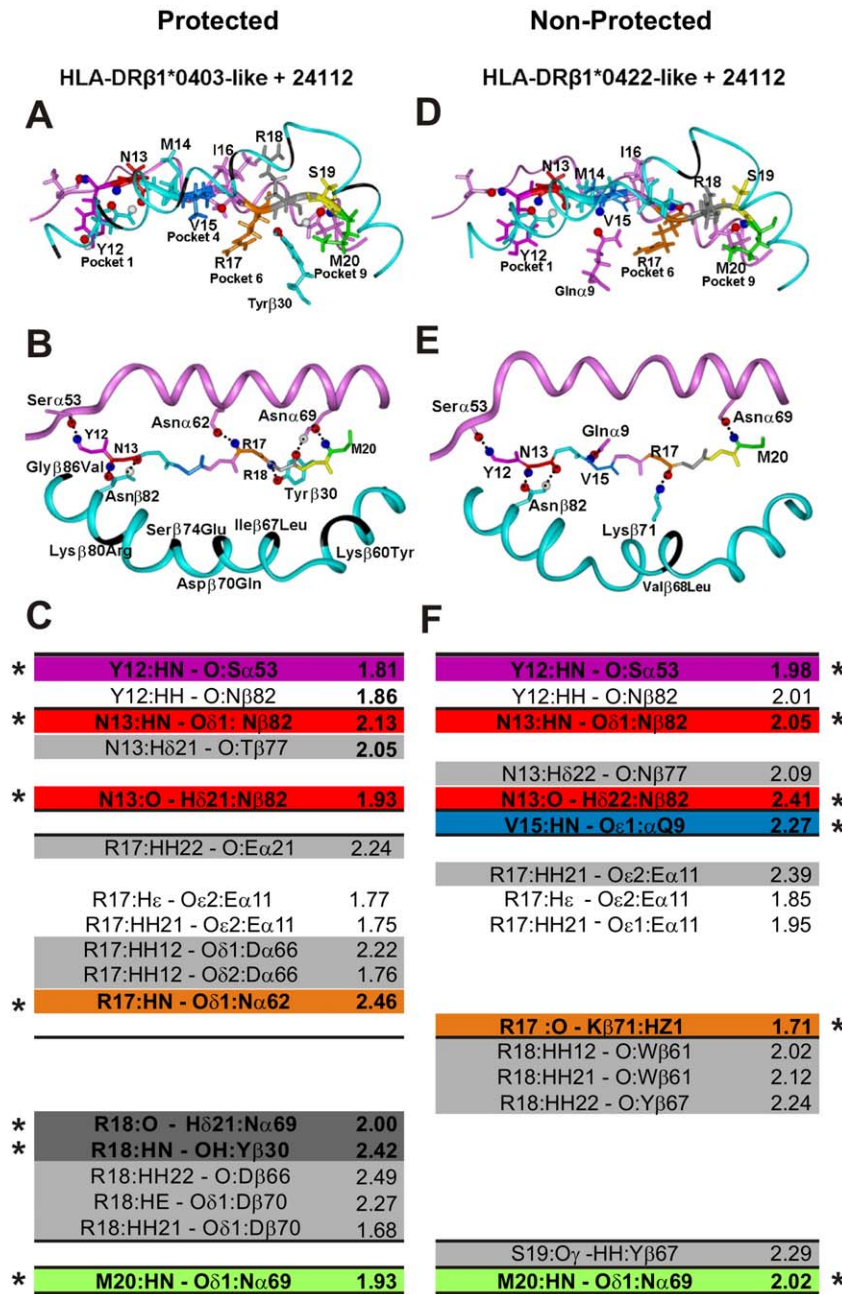 Protected
Non-Protected
HLA-DRβ1*0403-like + 24112
HLA-DRβ1*0422-like + 24112
A
N13
M14
I16
R18
S19
V15
Pocket 4
Y12
Pocket 1
R17
Pocket 6
M20
Pocket 9
Tyrβ30
D
N13
M14
I16
R18
S19
V15
Y12
Pocket 1
R17
Pocket 6
M20
Pocket 9
Glnα9
B
Serα53
Y12
N13
Asnα62
Asnα69
R17
R18
M20
Glyβ86Val
Asnβ82
Tyrβ30
Serβ74Glu
Ileβ67Leu
Lysβ80Arg
Aspβ70Gln
Lysβ60Tyr
E
Serα53
Glnα9
Asnα69
Y12
N13
V15
R17
M20
Asnβ82
Lysβ71
Valβ68Leu
C
* Y12:HN - O:Sα53 1.81
Y12:HH - O:Nβ82 1.86
* N13:HN - Oδ1: Nβ82 2.13
N13:Hδ21 - O:Tβ77 2.05
* N13:O - Hδ21:Nβ82 1.93
R17:HH22 - O:Eα21 2.24
R17:Hε - Oε2:Eα11 1.77
R17:HH21 - Oε2:Eα11 1.75
R17:HH12 - Oδ1:Dα66 2.22
R17:HH12 - Oδ2:Dα66 1.76
* R17:HN - Oδ1:Nα62 2.46
* R18:O - Hδ21:Nα69 2.00
* R18:HN - OH:Yβ30 2.42
R18:HH22 - O:Dβ66 2.49
R18:HE - Oδ1:Dβ70 2.27
R18:HH21 - Oδ1:Dβ70 1.68
* M20:HN - Oδ1:Nα69 1.93
F
Y12:HN - O:Sα53 1.98 *
Y12:HH - O:Nβ82 2.01
N13:HN - Oδ1:Nβ82 2.05 *
N13:Hδ22 - O:Nβ77 2.09
N13:O - Hδ22:Nβ82 2.41 *
V15:HN - Oε1:αQ9 2.27 *
R17:HH21 - Oε2:Eα11 2.39
R17:Hε - Oε2:Eα11 1.85
R17:HH21 - Oε1:Eα11 1.95
R17 :O - Kβ71:HZ1 1.71 *
R18:HH12 - O:Wβ61 2.02
R18:HH21 - O:Wβ61 2.12
R18:HH22 - O:Yβ67 2.24
S19:Oγ -HH:Yβ67 2.29
M20:HN - Oδ1:Nα69 2.02 *